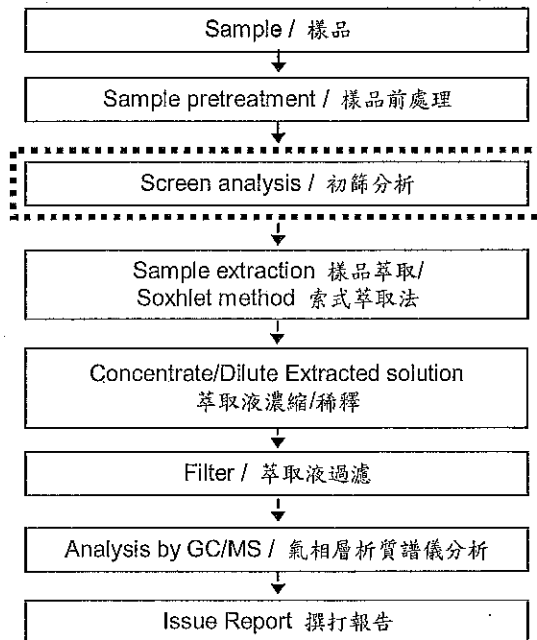 Sample / 樣品
Sample pretreatment / 樣品前處理
Screen analysis / 初篩分析
Sample extraction 樣品萃取/
Soxhlet method 索式萃取法
Concentrate/Dilute Extracted solution
萃取液濃縮/稀釋
Filter / 萃取液過濾
Analysis by GC/MS / 氣相層析質譜儀分析
Issue Report 撰打報告